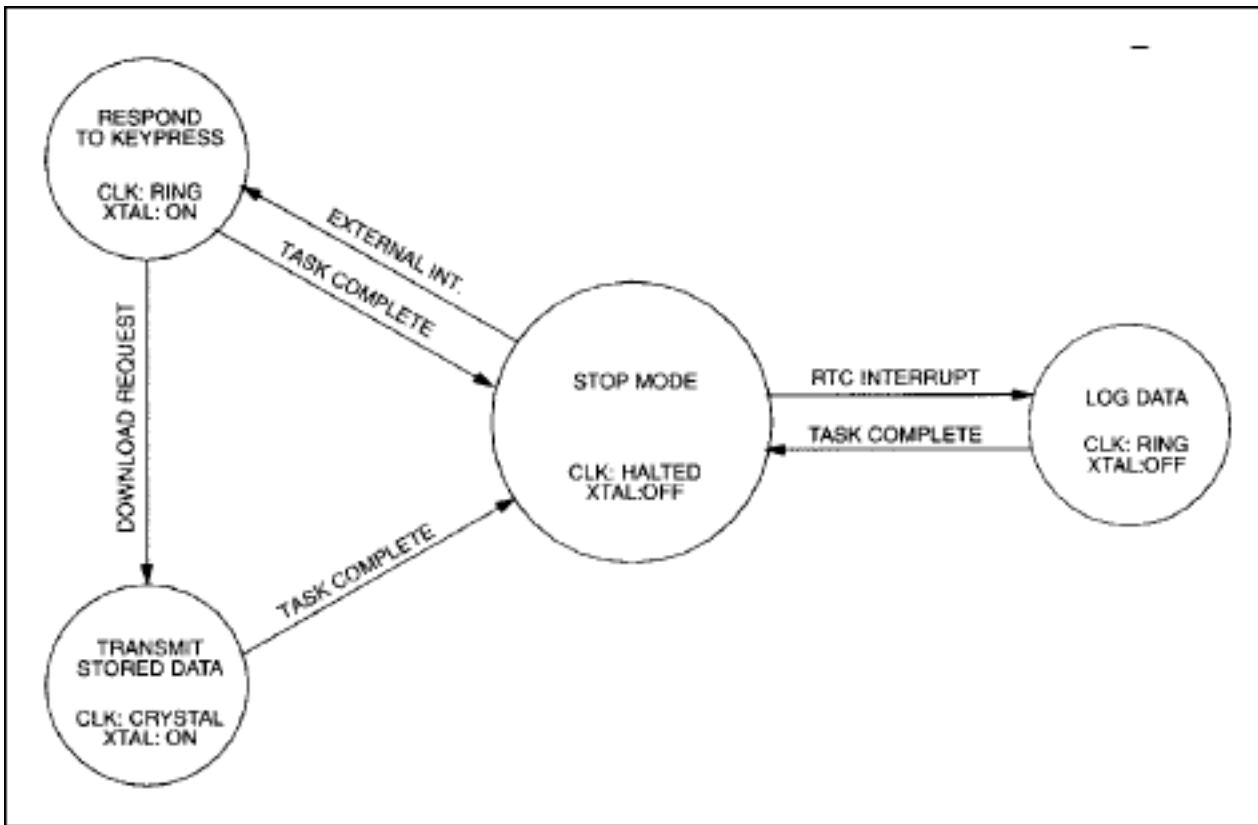 RESPOND
TO KEYPRESS
CLK: RING
XTAL: ON
EXTERNAL INT.
TASK COMPLETE
DOWNLOAD REQUEST
STOP MODE
CLK: HALTED
XTAL:OFF
RTC INTERRUPT
TASK COMPLETE
LOG DATA
CLK: RING
XTAL:OFF
TASK COMPLETE
TRANSMIT
STORED DATA
CLK: CRYSTAL
XTAL: ON